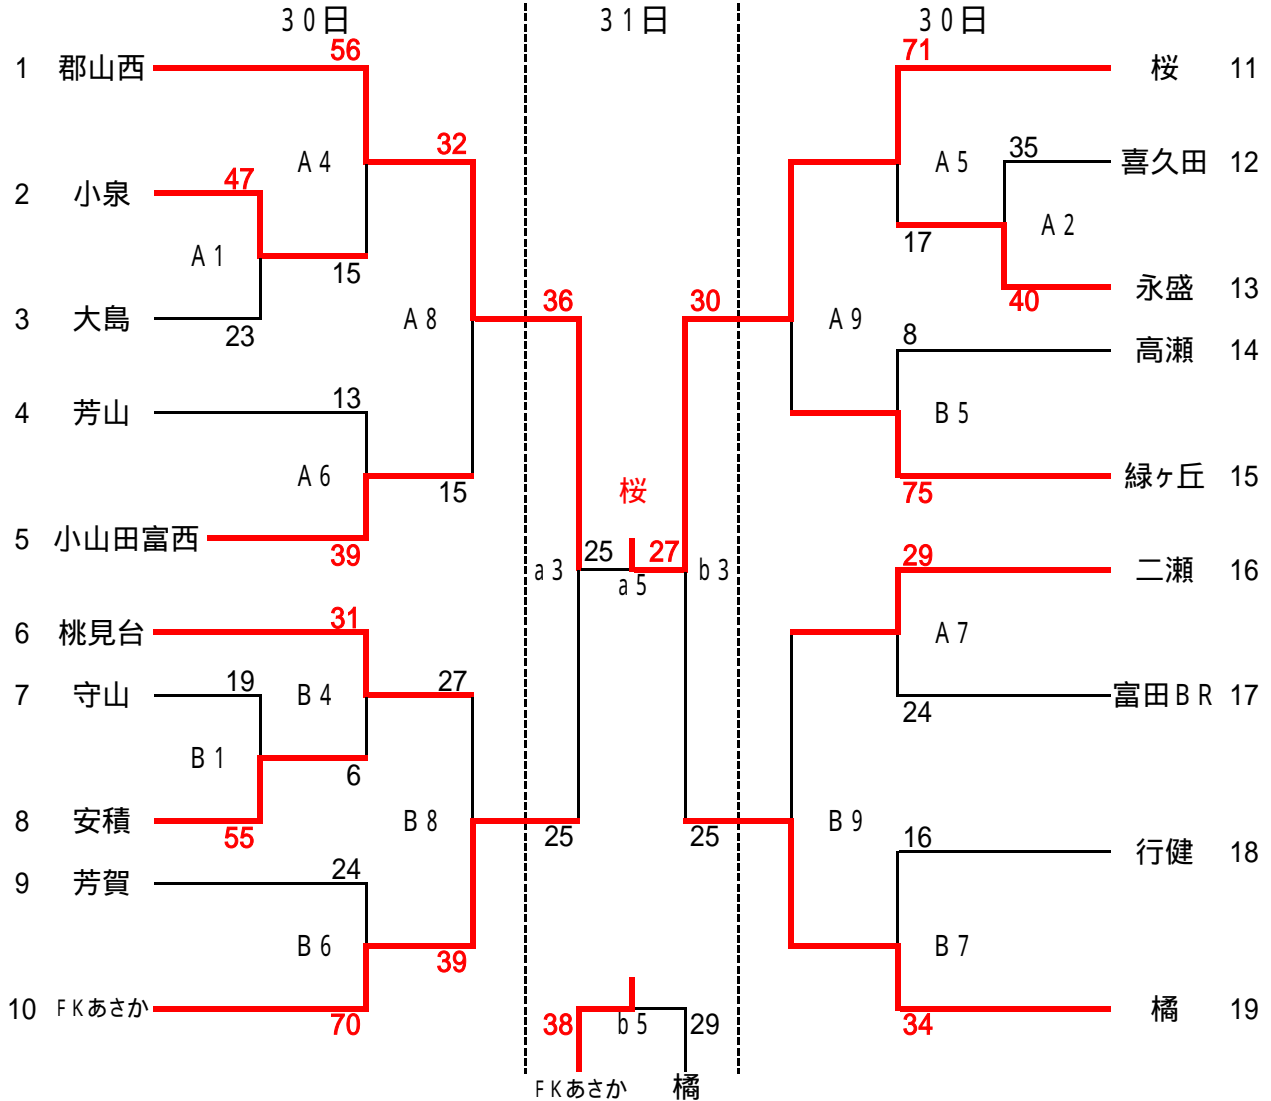 30日 31日 30日
56 71
1 郡山西 桜 11
32
A4 A5 35 喜久田 12
47
2 小泉
17 A2
A1 15
永盛 13
36 30 40
3 大島 A8 A9
23 8 高瀬 14
13
4 芳山 B5
A6 緑ヶ丘 15
15 桜 75
5 小山田富西
39 25 27 29
a3 a5 b3 二瀬 16
31
6 桃見台 A7
19 27
7 守山 B4 富田BR 17
24
B1 6
8 安積 B8 B9
55 25 25 16
行健 18
24
9 芳賀
B6 B7
39
10 FKあさか 橘 19
70 38 b5 29 34
FKあさか 橘